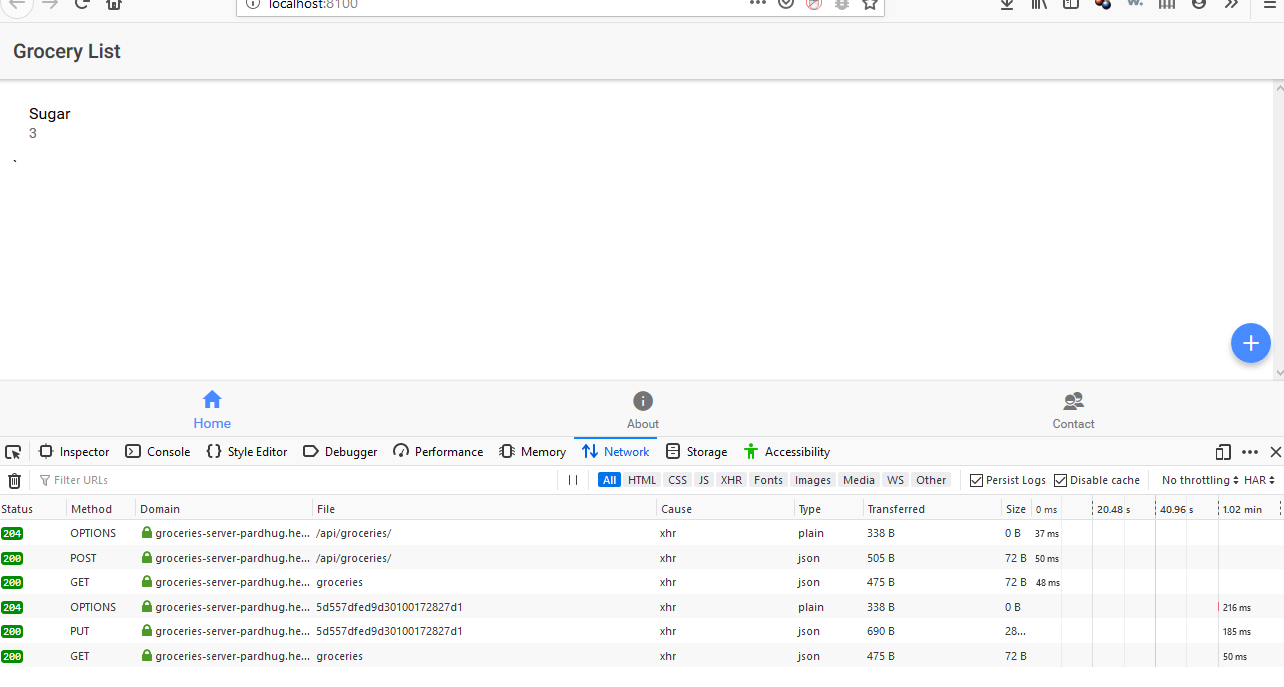 localhost:8100
Grocery List
Sugar
3
`
+
Home About Contact
Inspector Console {} Style Editor Debugger Performance Memory Network Storage Accessibility
Filter URLs All HTML CSS JS XHR Fonts Images Media WS Other Persist Logs Disable cache No throttling HAR
Status Method Domain File Cause Type Transferred Size 0 ms 20.48 s 40.96 s 1.02 min
204 OPTIONS groceries-server-pardhug.he... /api/groceries/ xhr plain 338 B 0 B 37 ms
200 POST groceries-server-pardhug.he... /api/groceries/ xhr json 505 B 72 B 50 ms
200 GET groceries-server-pardhug.he... groceries xhr json 475 B 72 B 48 ms
204 OPTIONS groceries-server-pardhug.he... 5d557dfed9d30100172827d1 xhr plain 338 B 0 B 216 ms
200 PUT groceries-server-pardhug.he... 5d557dfed9d30100172827d1 xhr json 690 B 28... 185 ms
200 GET groceries-server-pardhug.he... groceries xhr json 475 B 72 B 50 ms